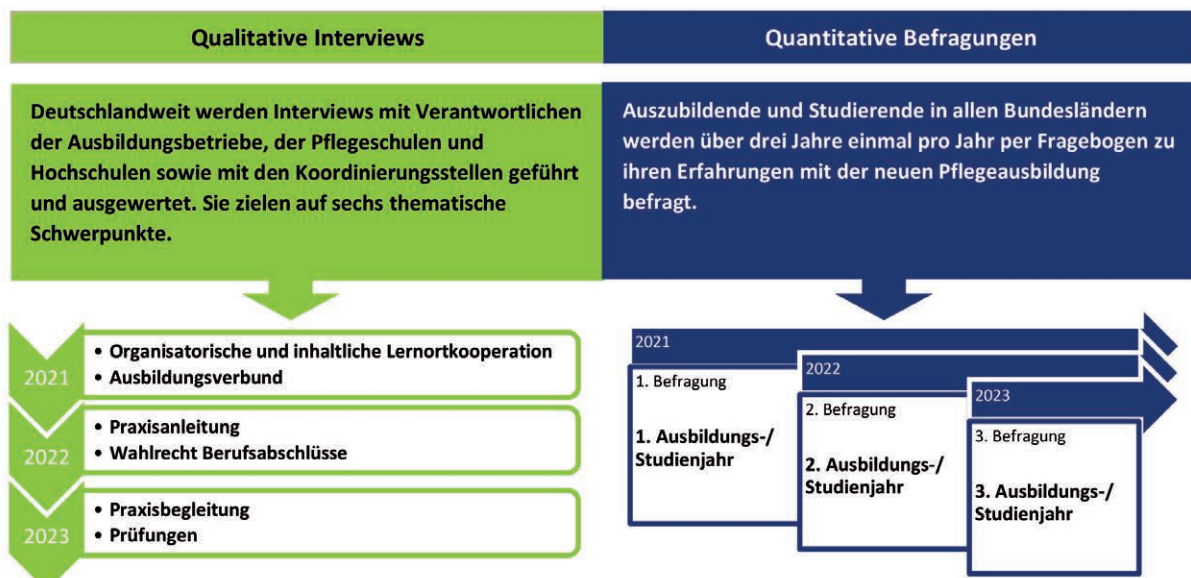 Qualitative Interviews
Deutschlandweit werden Interviews mit Verantwortlichen
der Ausbildungsbetriebe, der Pflegeschulen und
Hochschulen sowie mit den Koordinierungsstellen geführt
und ausgewertet. Sie zielen auf sechs thematische
Schwerpunkte.
2021
• Organisatorische und inhaltliche Lernortkooperation
• Ausbildungsverbund
2022
• Praxisanleitung
• Wahlrecht Berufsabschlüsse
2023
• Praxisbegleitung
• Prüfungen
Quantitative Befragungen
Auszubildende und Studierende in allen Bundesländern
werden über drei Jahre einmal pro Jahr per Fragebogen zu
ihren Erfahrungen mit der neuen Pflegeausbildung
befragt.
2021
1. Befragung
1. Ausbildungs-/
Studienjahr
2022
2. Befragung
2. Ausbildungs-/
Studienjahr
2023
3. Befragung
3. Ausbildungs-/
Studienjahr